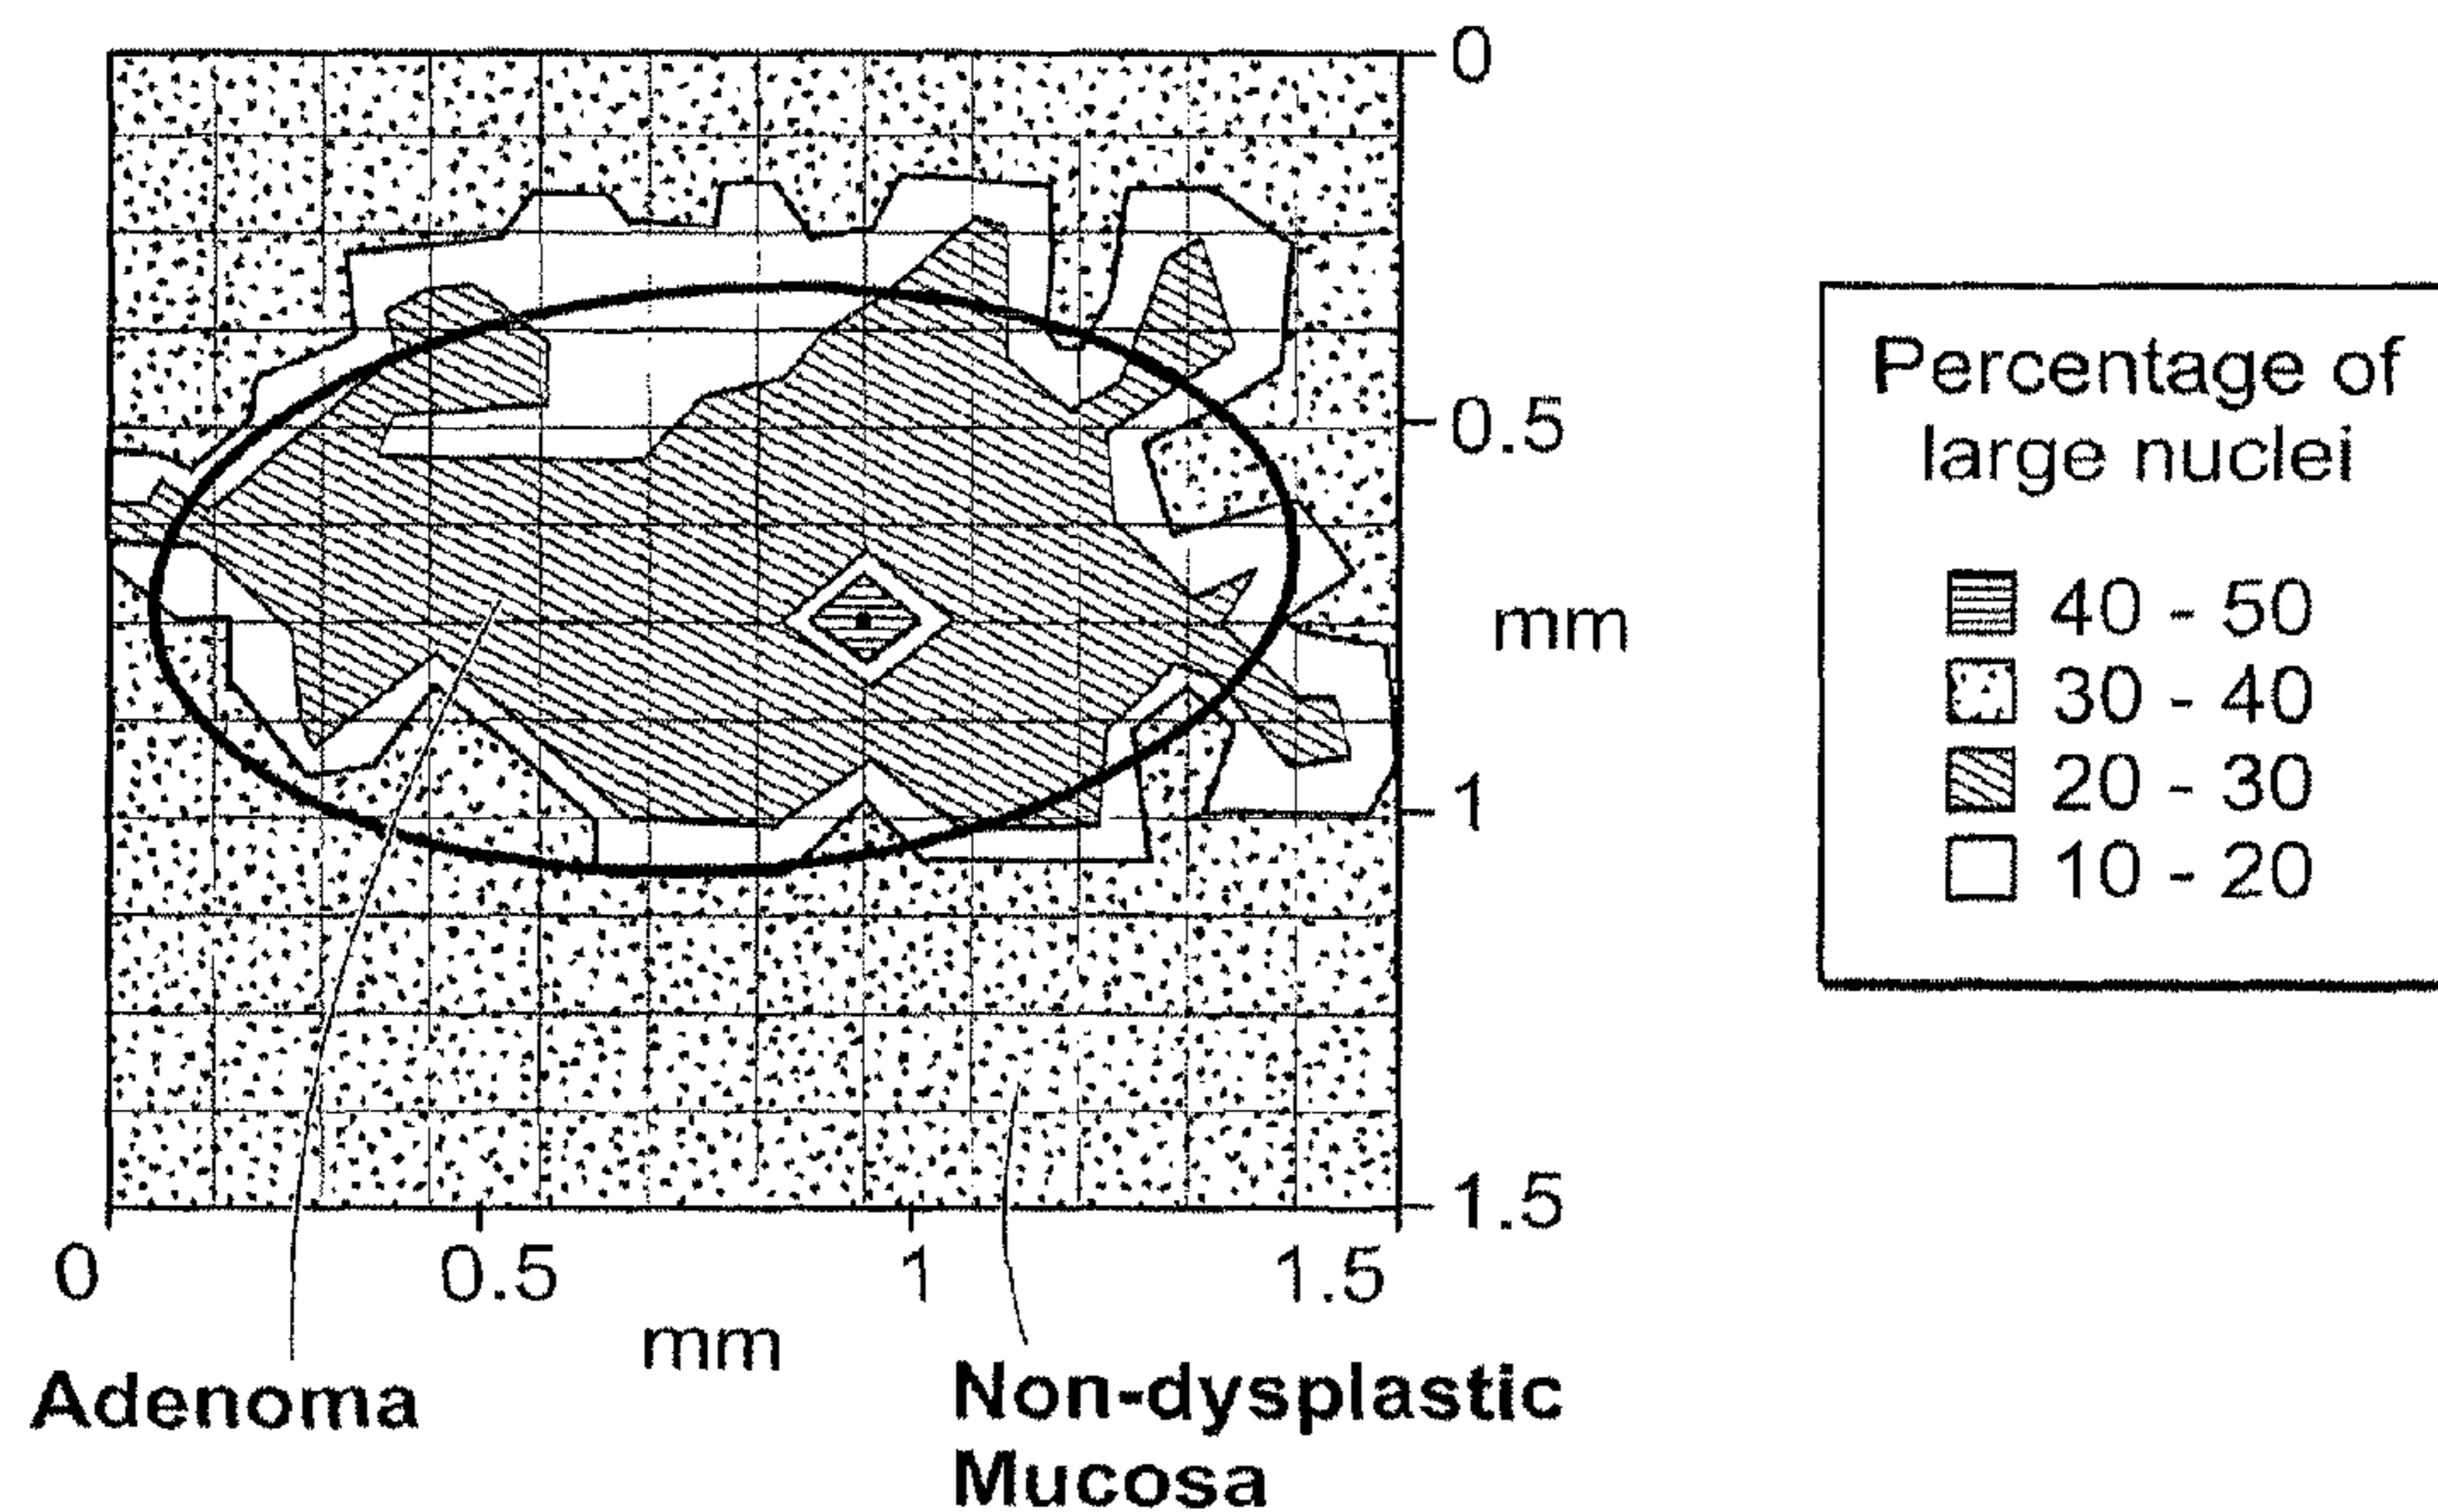 0
0.5
mm
1
1.5
0
0.5
1
1.5
mm
Adenoma
Non-dysplastic
Mucosa
Percentage of
large nuclei
40 - 50
30 - 40
20 - 30
10 - 20